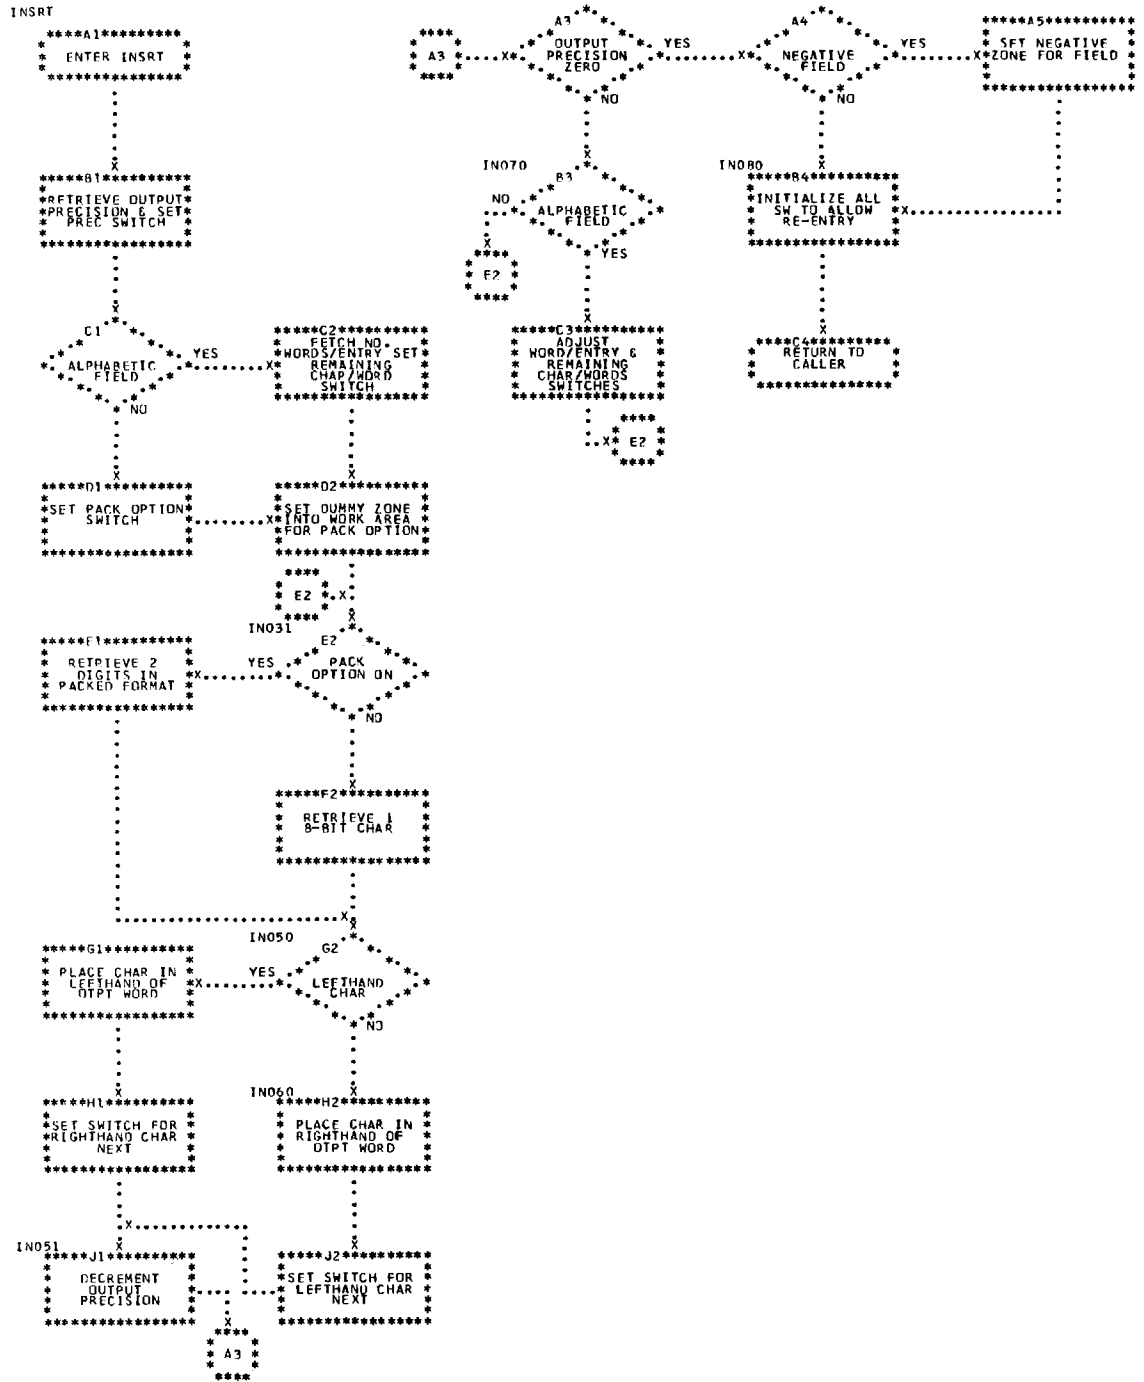 INSRT
A1
ENTER INSRT
B1
RETRIEVE OUTPUT
PRECISION & SET
PREC SWITCH
C1
ALPHABETIC
FIELD
YES
NO
C2
FETCH NO.
WORDS/ENTRY SET
REMAINING
CHAR/WORD
SWITCH
D1
SET PACK OPTION
SWITCH
D2
SET DUMMY ZONE
INTO WORK AREA
FOR PACK OPTION
E2
IN031
E1
RETRIEVE 2
DIGITS IN
PACKED FORMAT
YES
E2
PACK
OPTION ON
NO
F2
RETRIEVE 1
8-BIT CHAR
IN050
G1
PLACE CHAR IN
LEFTHAND OF
OTPT WORD
YES
G2
LEFTHAND
CHAR
NO
IN060
H1
SET SWITCH FOR
RIGHTHAND CHAR
NEXT
H2
PLACE CHAR IN
RIGHTHAND OF
OTPT WORD
IN051
J1
DECREMENT
OUTPUT
PRECISION
J2
SET SWITCH FOR
LEFTHAND CHAR
NEXT
A3
A3
A3
OUTPUT
PRECISION
ZERO
YES
NO
A4
NEGATIVE
FIELD
YES
NO
A5
SET NEGATIVE
ZONE FOR FIELD
IN070
B3
ALPHABETIC
FIELD
NO
YES
E2
IN080
B4
INITIALIZE ALL
SW TO ALLOW
RE-ENTRY
C3
ADJUST
WORD/ENTRY &
REMAINING
CHAR/WORDS
SWITCHES
E2
C4
RETURN TO
CALLER